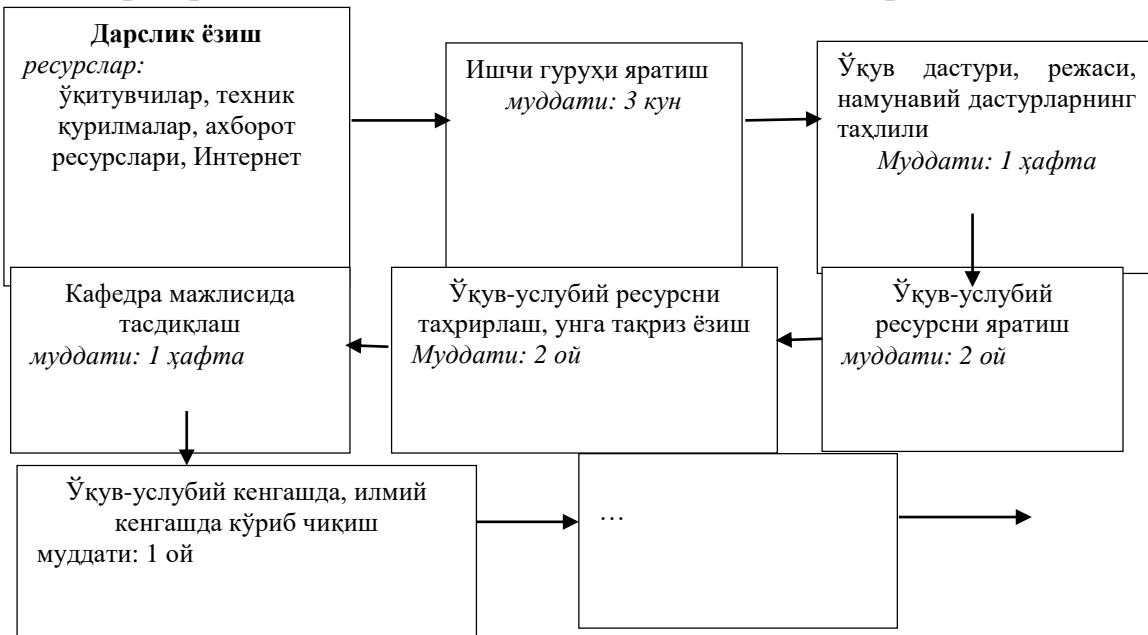 Дарслик ёзиш
ресурслар:
ўқитувчилар, техник
қурилмалар, ахборот
ресурслари, Интернет
Ишчи гуруҳи яратиш
муддати: 3 кун
Ўқув дастури, режаси,
намунавий дастурларнинг
таҳлили
Муддати: 1 ҳафта
Кафедра мажлисида
тасдиқлаш
муддати: 1 ҳафта
Ўқув-услубий ресурсни
таҳрирлаш, унга тақриз ёзиш
Муддати: 2 ой
Ўқув-услубий
ресурсни яратиш
муддати: 2 ой
Ўқув-услубий кенгашда, илмий
кенгашда кўриб чиқиш
муддати: 1 ой
…